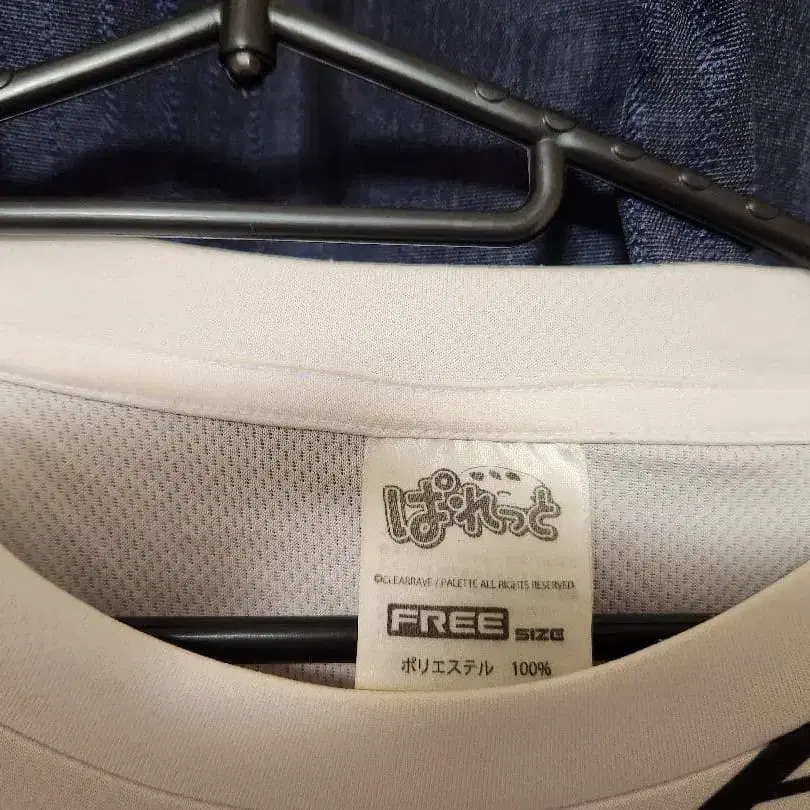 ぱれっと
©CLEARRAVE / PALETTE ALL RIGHTS RESERVED
FREE SIZE
ポリエステル 100%